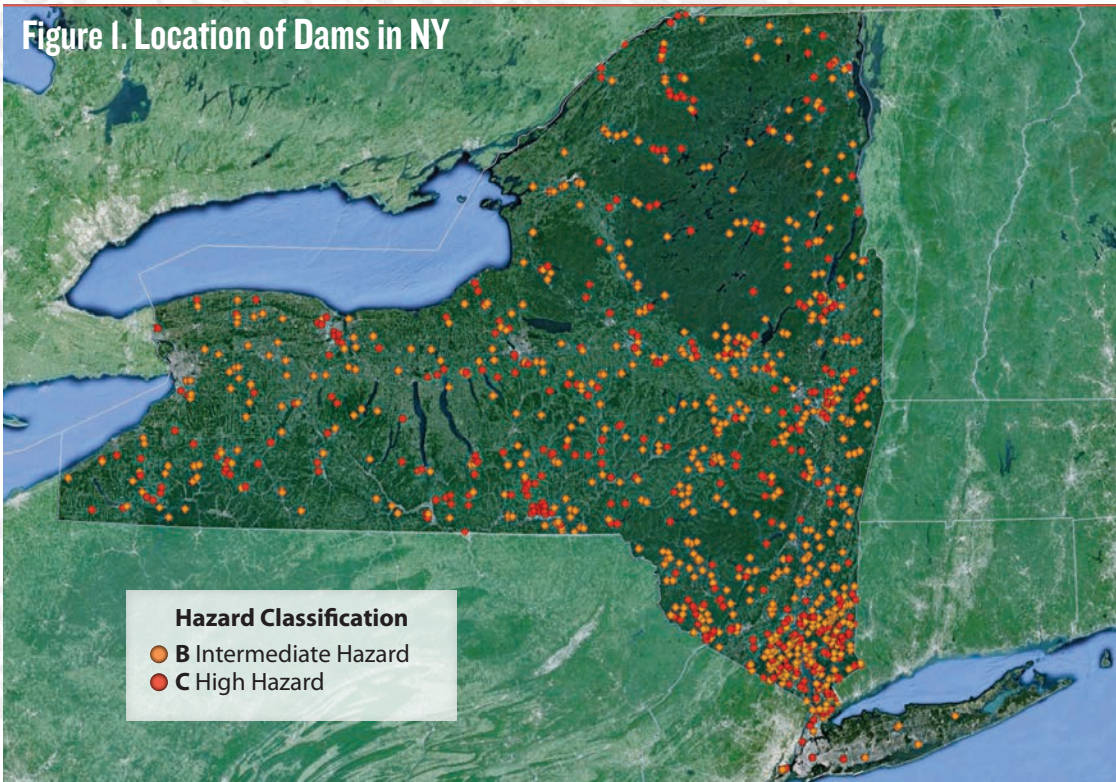 Figure 1. Location of Dams in NY
Hazard Classification
B Intermediate Hazard
C High Hazard